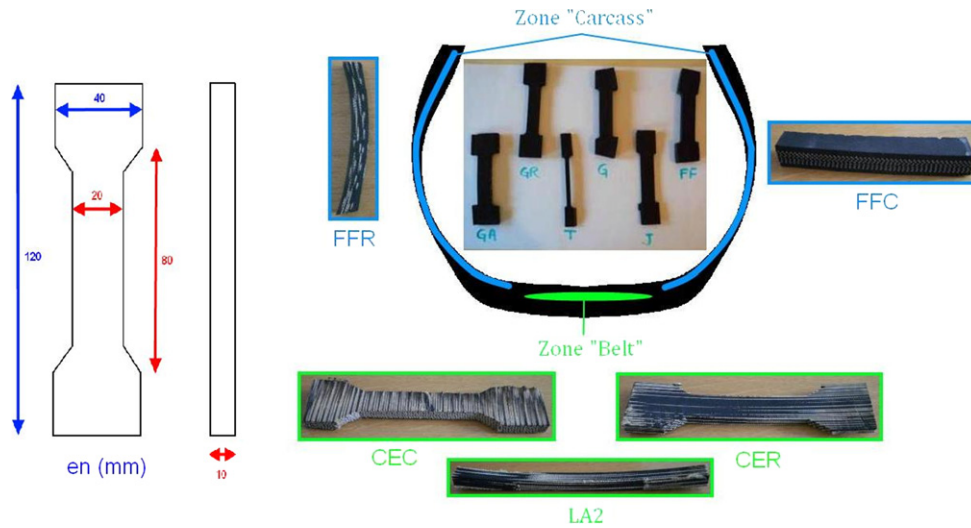 Zone "Carcass"
40
20
120
80
en (mm)
10
FFR
GR
G
FF
GA
T
J
FFC
Zone "Belt"
CEC
CER
LA2